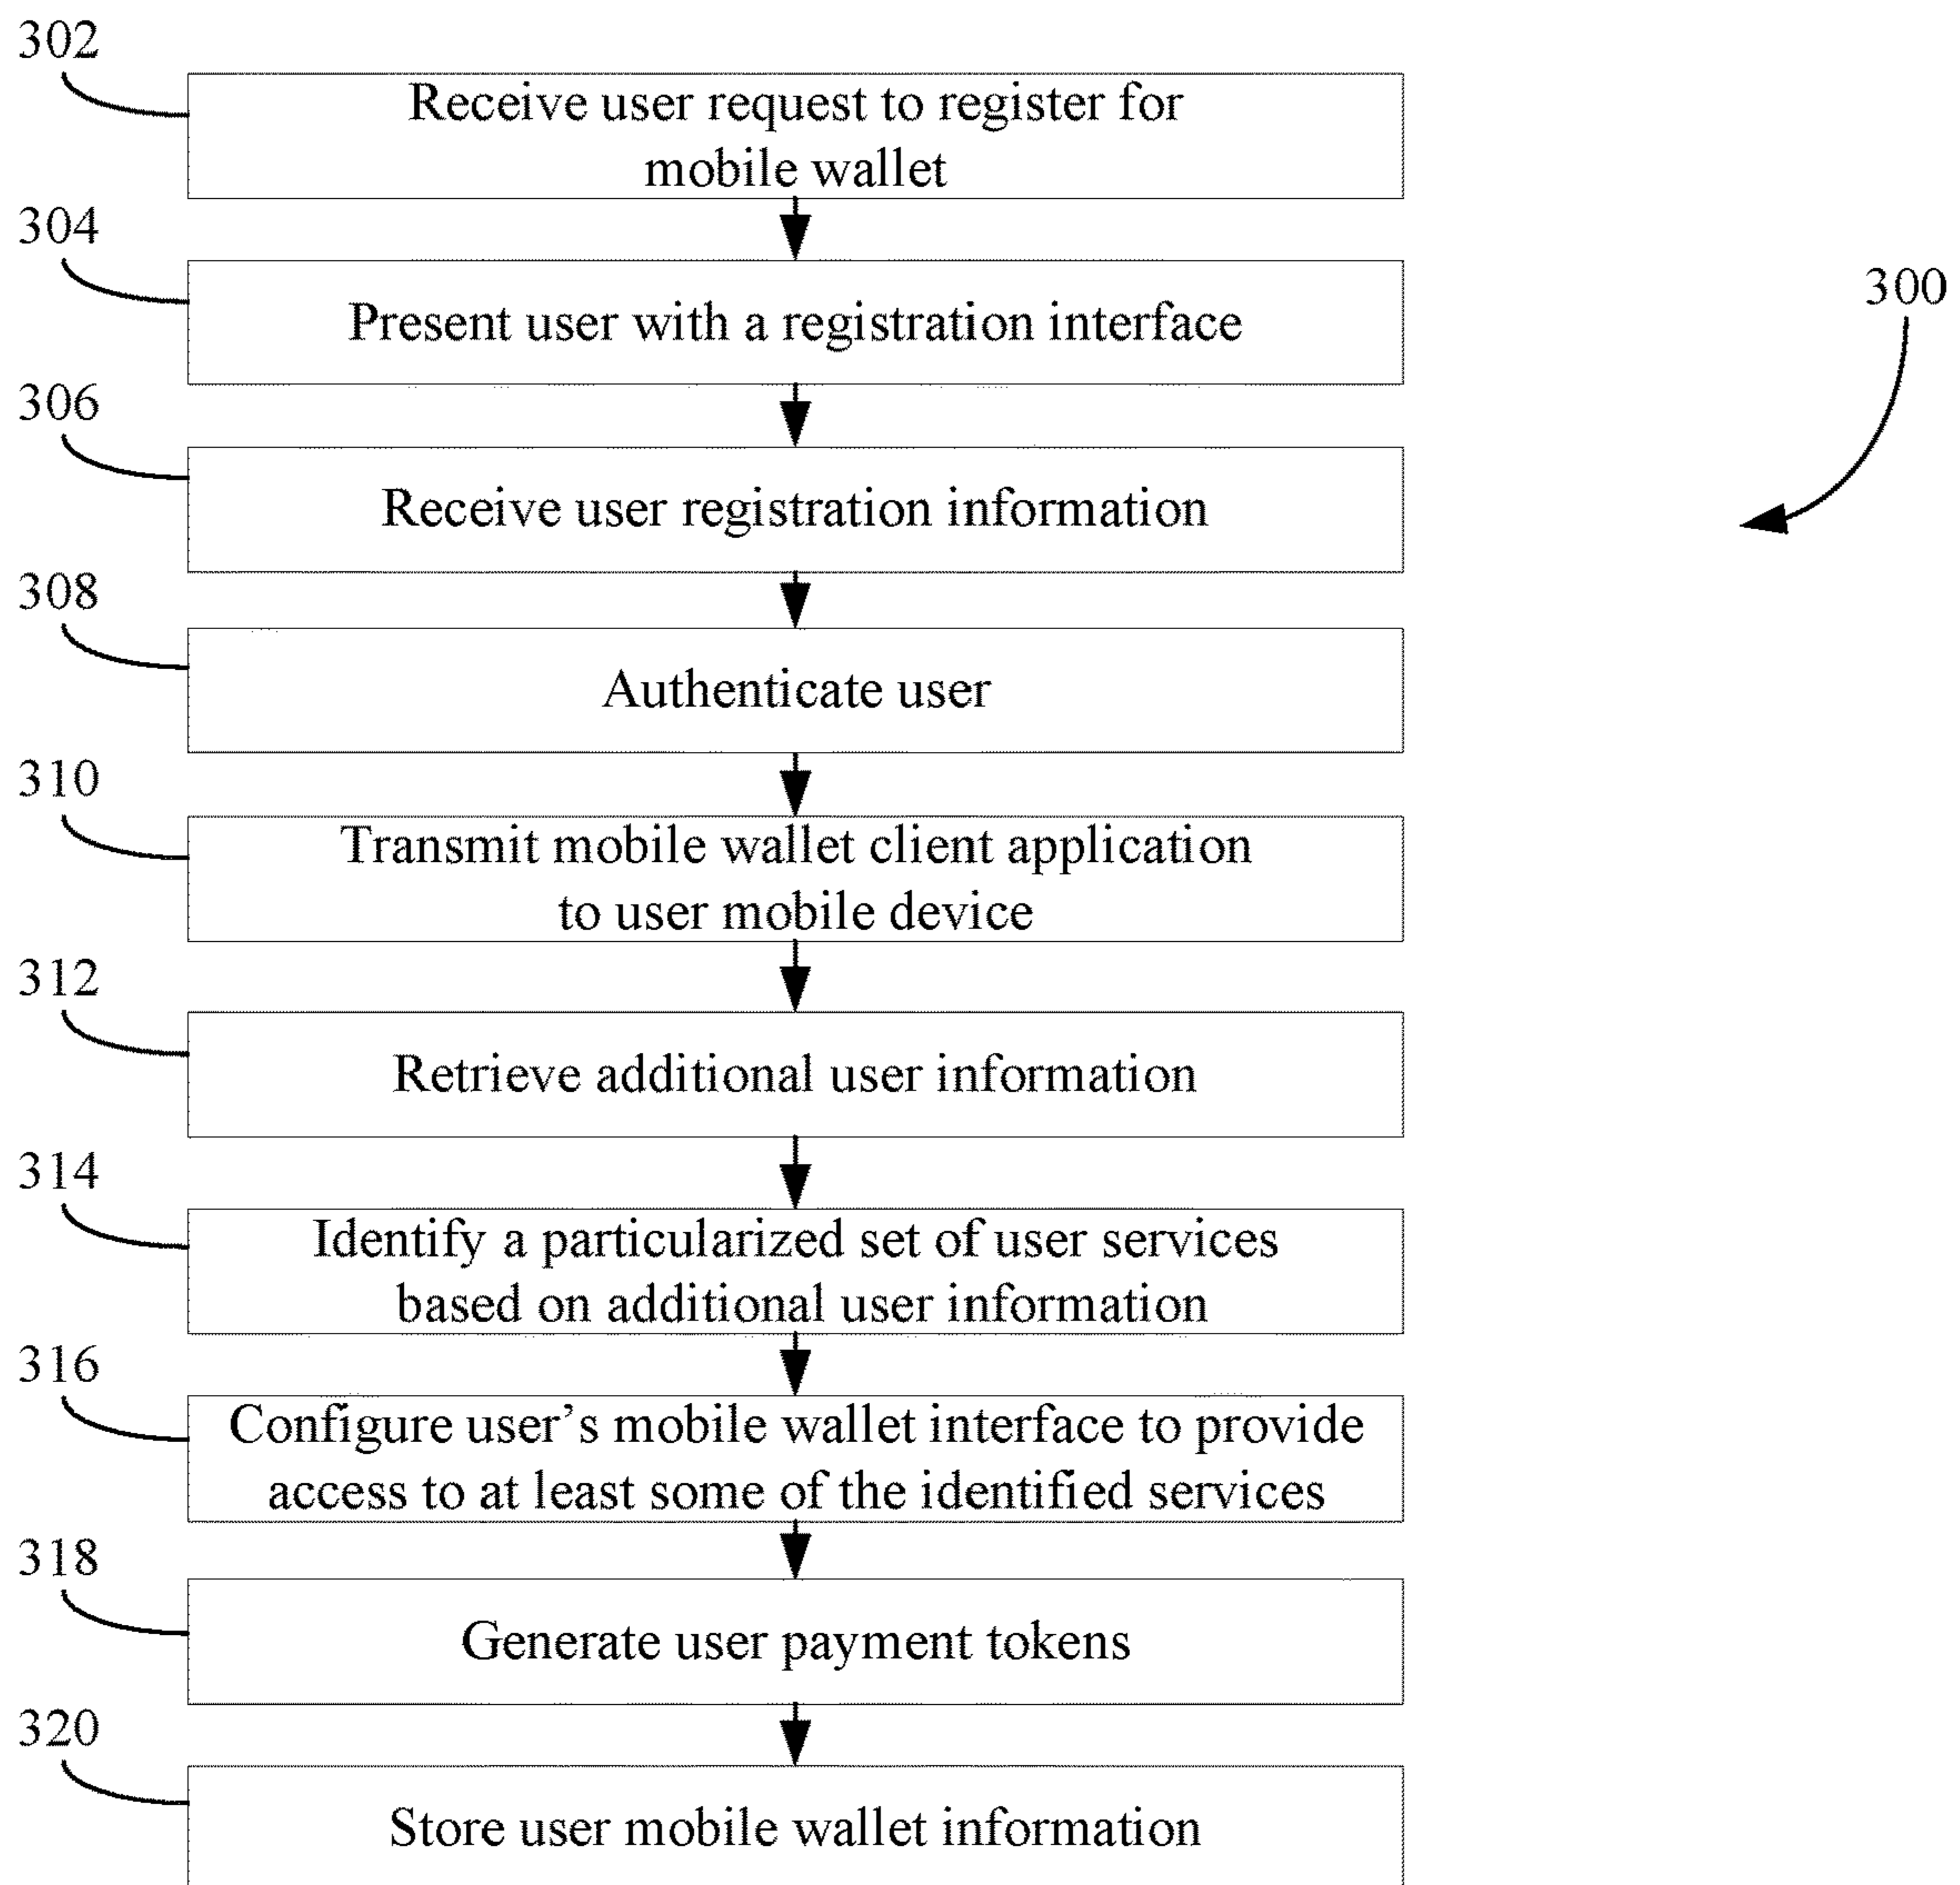 302
Receive user request to register for
mobile wallet
304
Present user with a registration interface
300
306
Receive user registration information
308
Authenticate user
310
Transmit mobile wallet client application
to user mobile device
312
Retrieve additional user information
314
Identify a particularized set of user services
based on additional user information
316
Configure user’s mobile wallet interface to provide
access to at least some of the identified services
318
Generate user payment tokens
320
Store user mobile wallet information